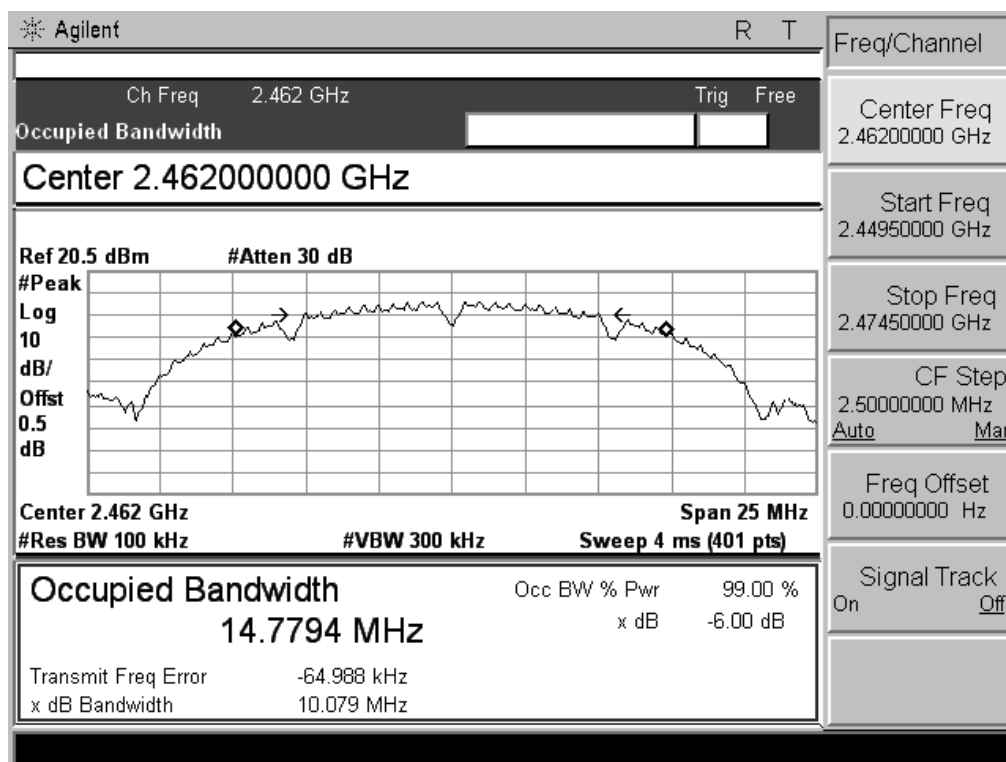 Agilent R T
Ch Freq 2.462 GHz Trig Free
Occupied Bandwidth
Center 2.462000000 GHz
Ref 20.5 dBm #Atten 30 dB
#Peak
Log
10
dB/
Offst
0.5
dB
Center 2.462 GHz Span 25 MHz
#Res BW 100 kHz #VBW 300 kHz Sweep 4 ms (401 pts)
Occupied Bandwidth
14.7794 MHz
Occ BW % Pwr 99.00 %
x dB -6.00 dB
Transmit Freq Error -64.988 kHz
x dB Bandwidth 10.079 MHz
Freq/Channel
Center Freq
2.46200000 GHz
Start Freq
2.44950000 GHz
Stop Freq
2.47450000 GHz
CF Step
2.50000000 MHz
Auto Mar
Freq Offset
0.00000000 Hz
Signal Track
On Off